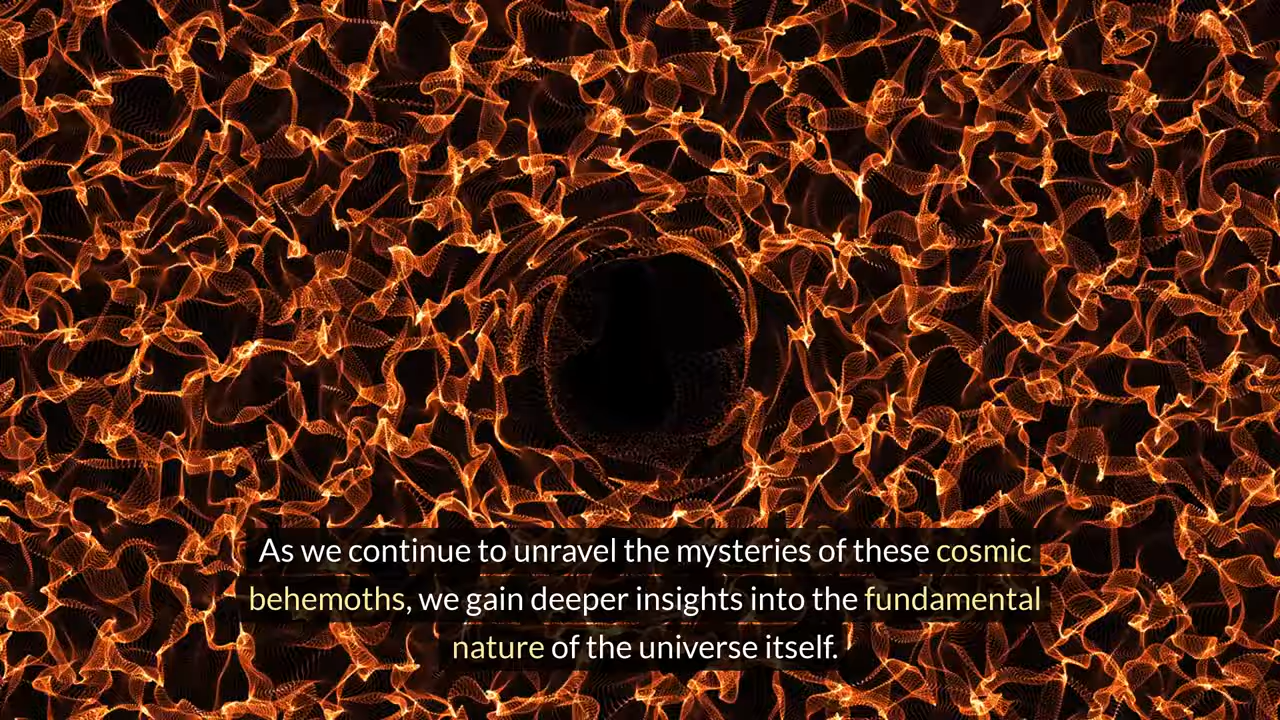 As we continue to unravel the mysteries of these cosmic
behemoths, we gain deeper insights into the fundamental
nature of the universe itself.